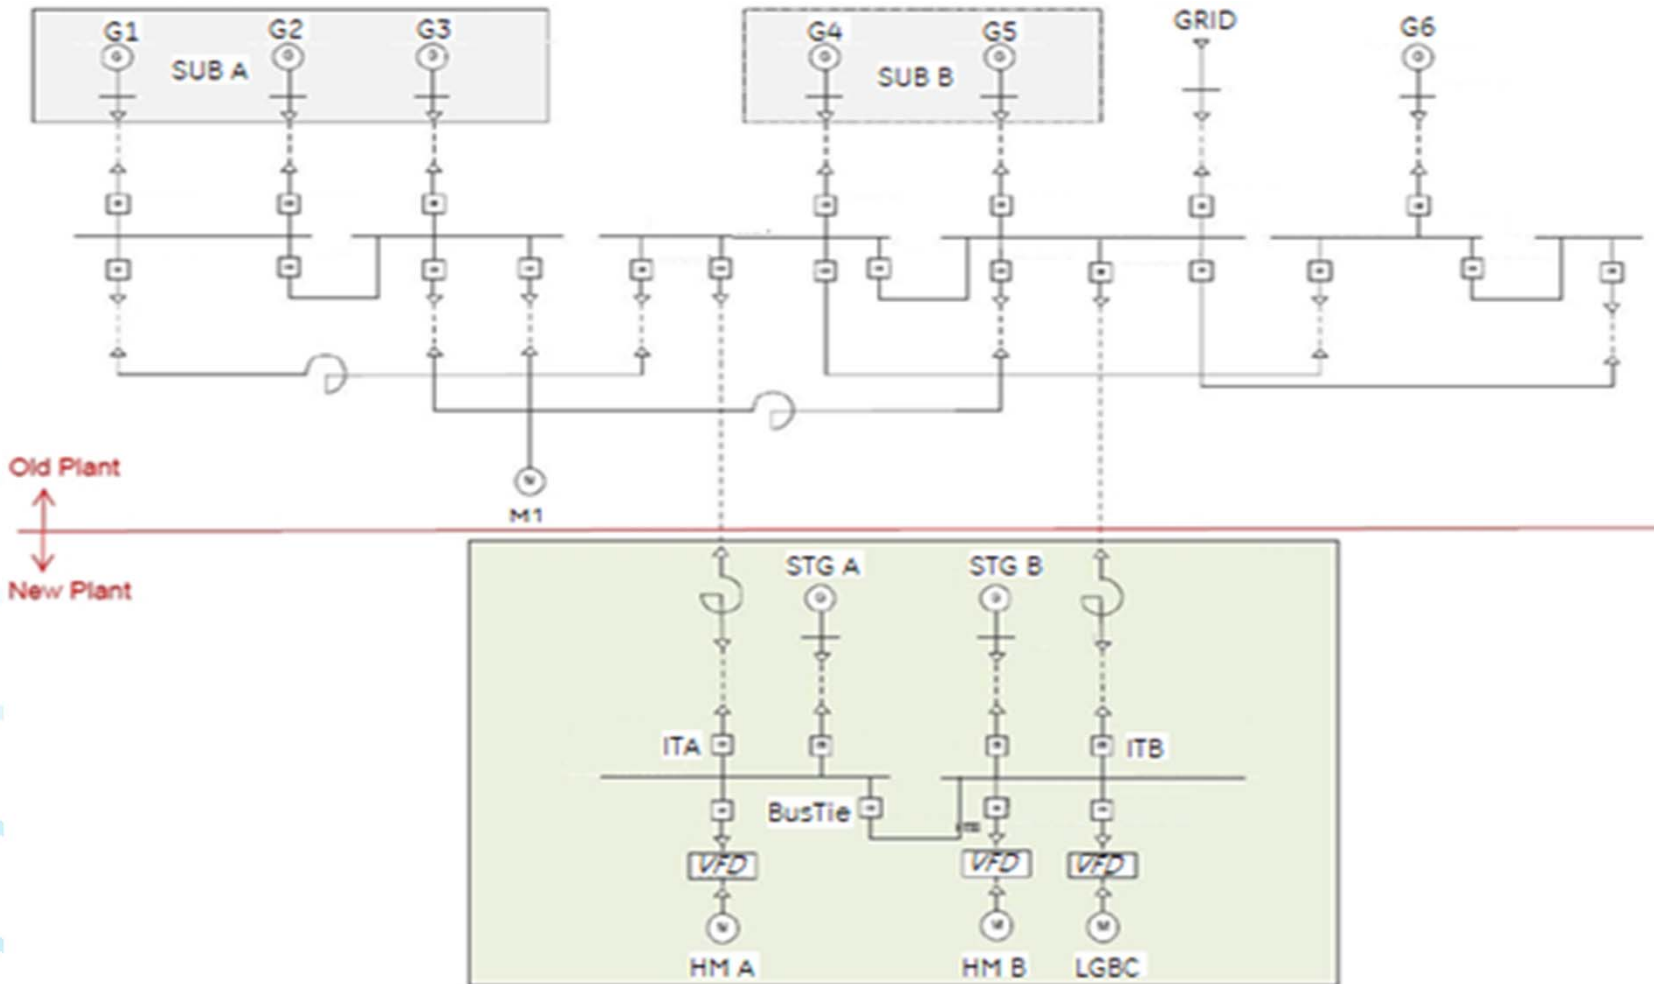 G1
G2
G3
SUB A
G4
G5
SUB B
GRID
G6
Old Plant
M1
New Plant
STG A
STG B
ITA
ITB
BusTie
VFD
VFD
VFD
HM A
HM B
LGBC